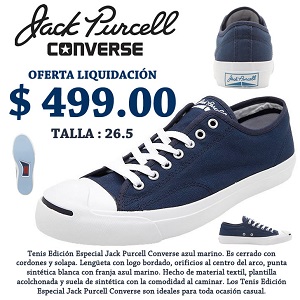 Jack Purcell
CONVERSE
OFERTA LIQUIDACIÓN
$ 499.00
TALLA : 26.5
Tenis Edición Especial Jack Purcell Converse azul marino. Es cerrado con
cordones y solapa. Lengüeta con logo bordado, orificios al centro del arco, punta
sintética blanca con franja azul marino. Hecho de material textil, plantilla
acolchonada y suela de sintético con la comodidad al caminar. Los Tenis Edición
Especial Jack Purcell Converse son ideales para toda ocasión casual.